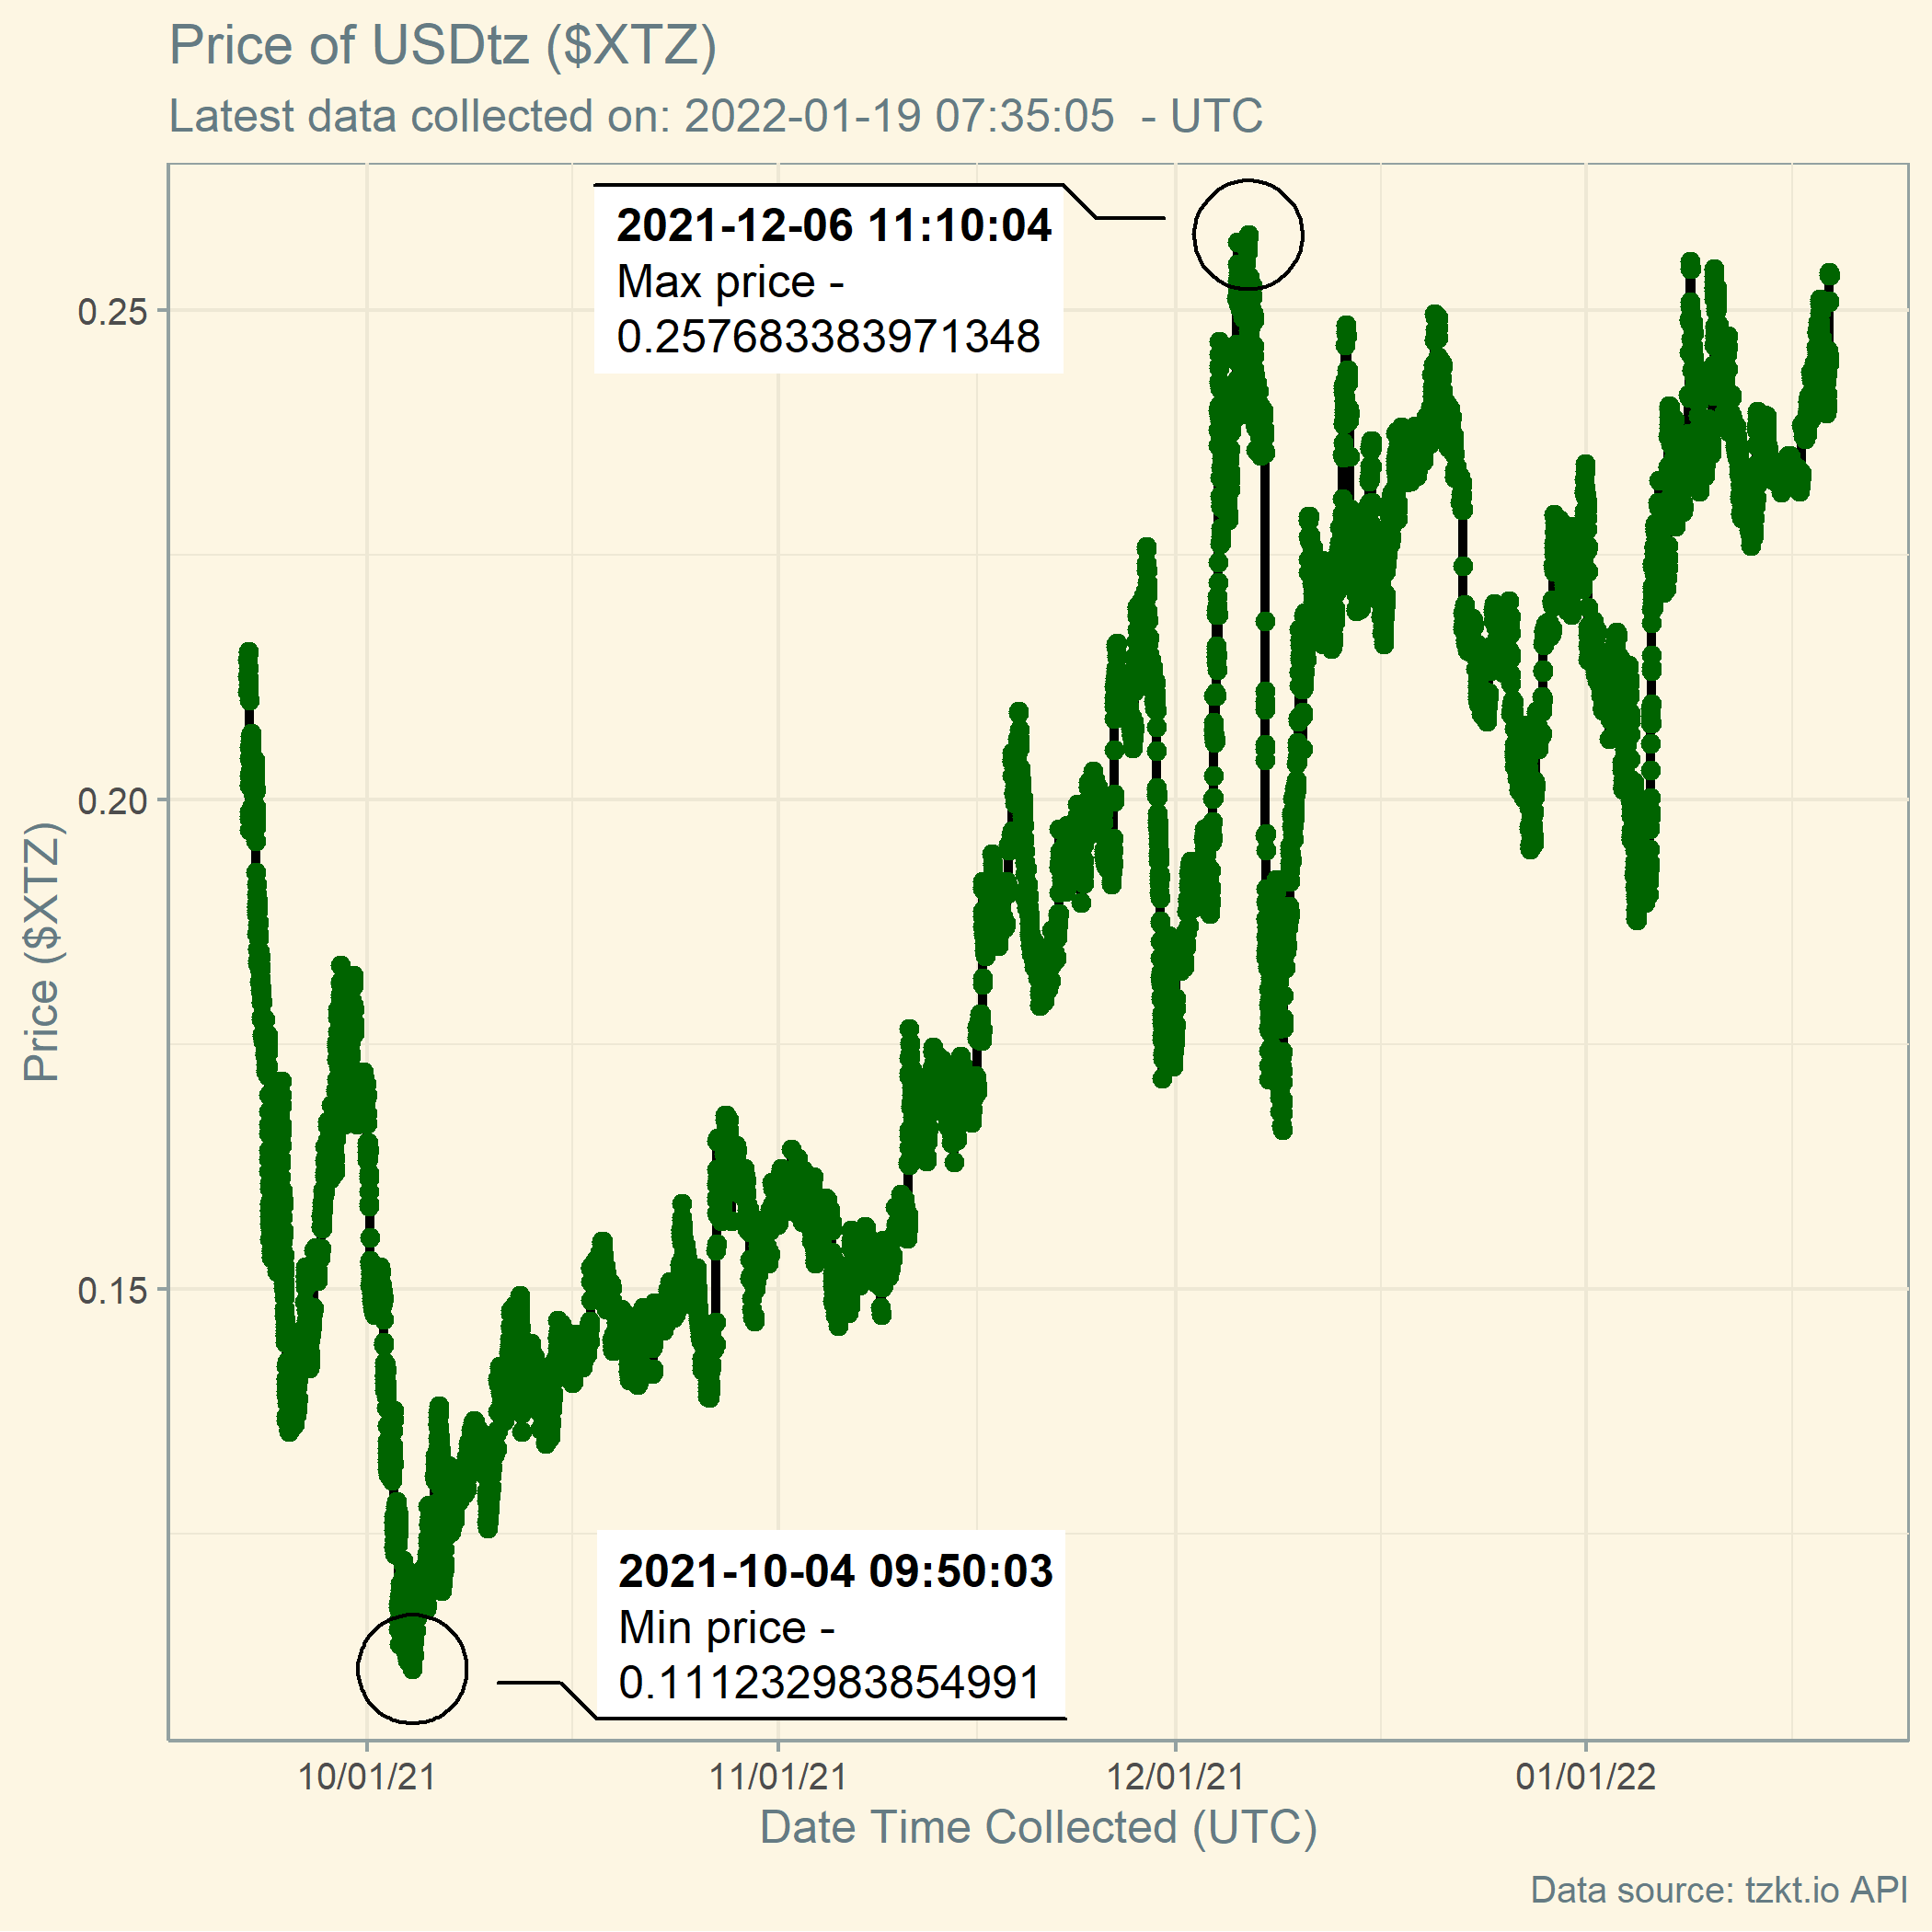 Price of USDtz ($XTZ)
Latest data collected on: 2022-01-19 07:35:05  - UTC
2021-12-06 11:10:04
Max price -
0.257683383971348
0.25
0.20
0.15
Price ($XTZ)
2021-10-04 09:50:03
Min price -
0.111232983854991
10/01/21
11/01/21
12/01/21
01/01/22
Date Time Collected (UTC)
Data source: tzkt.io API